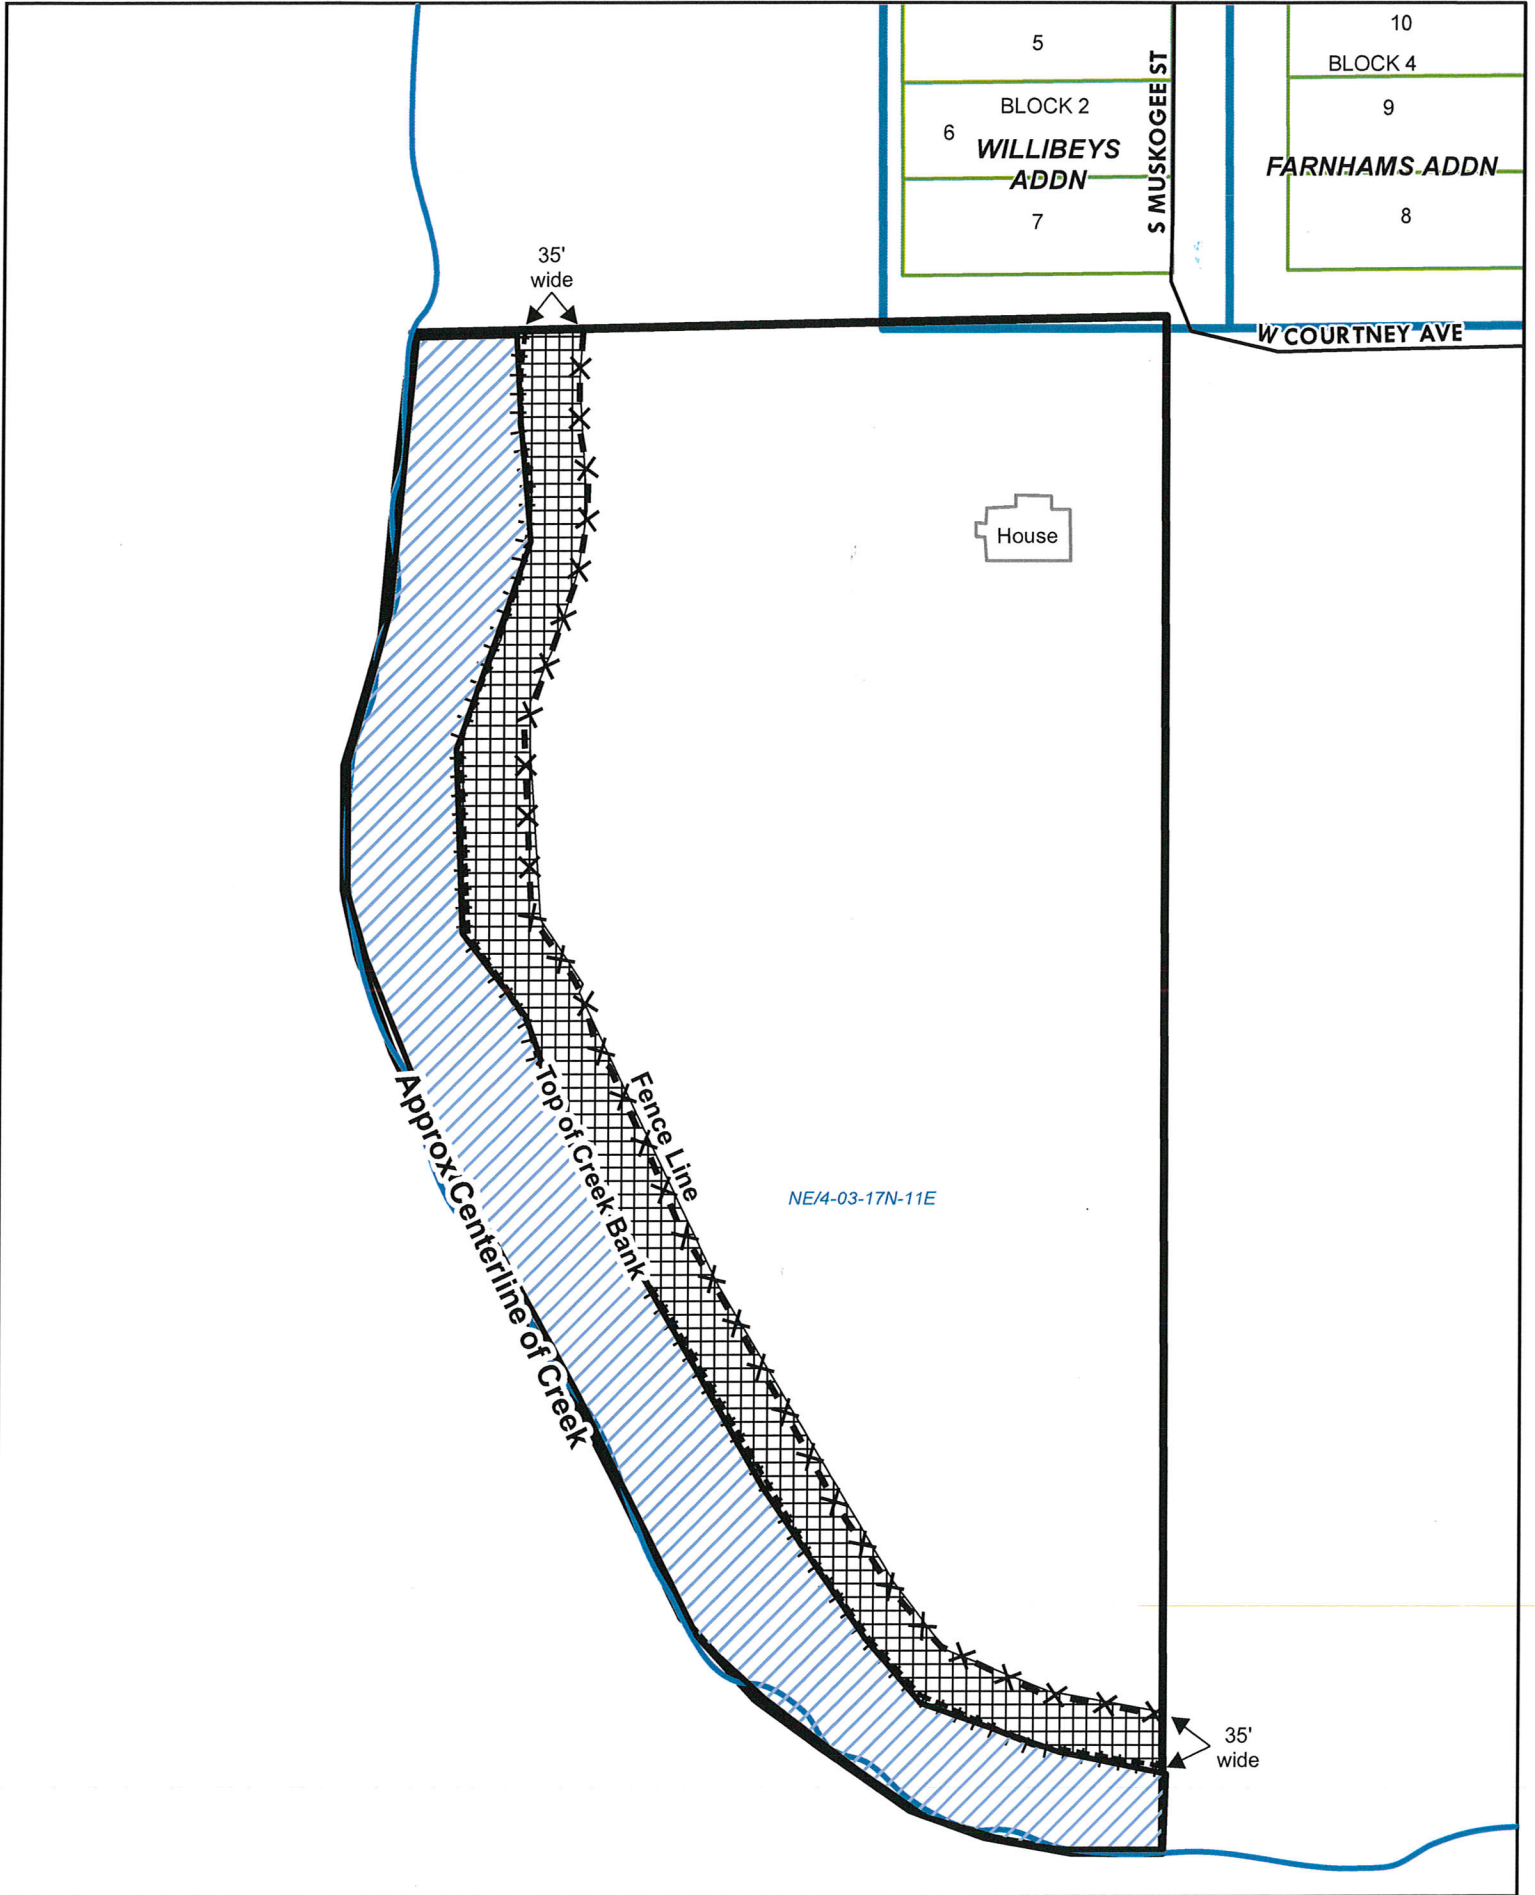 10
5
BLOCK 4
BLOCK 2
9
6
WILLIBEYS
ADDN
S MUSKOGEE ST
FARNHAMS ADDN
7
8
35'
wide
W COURTNEY AVE
House
Approx Centerline of Creek
Top of Creek Bank
Fence Line
NE/4-03-17N-11E
35'
wide